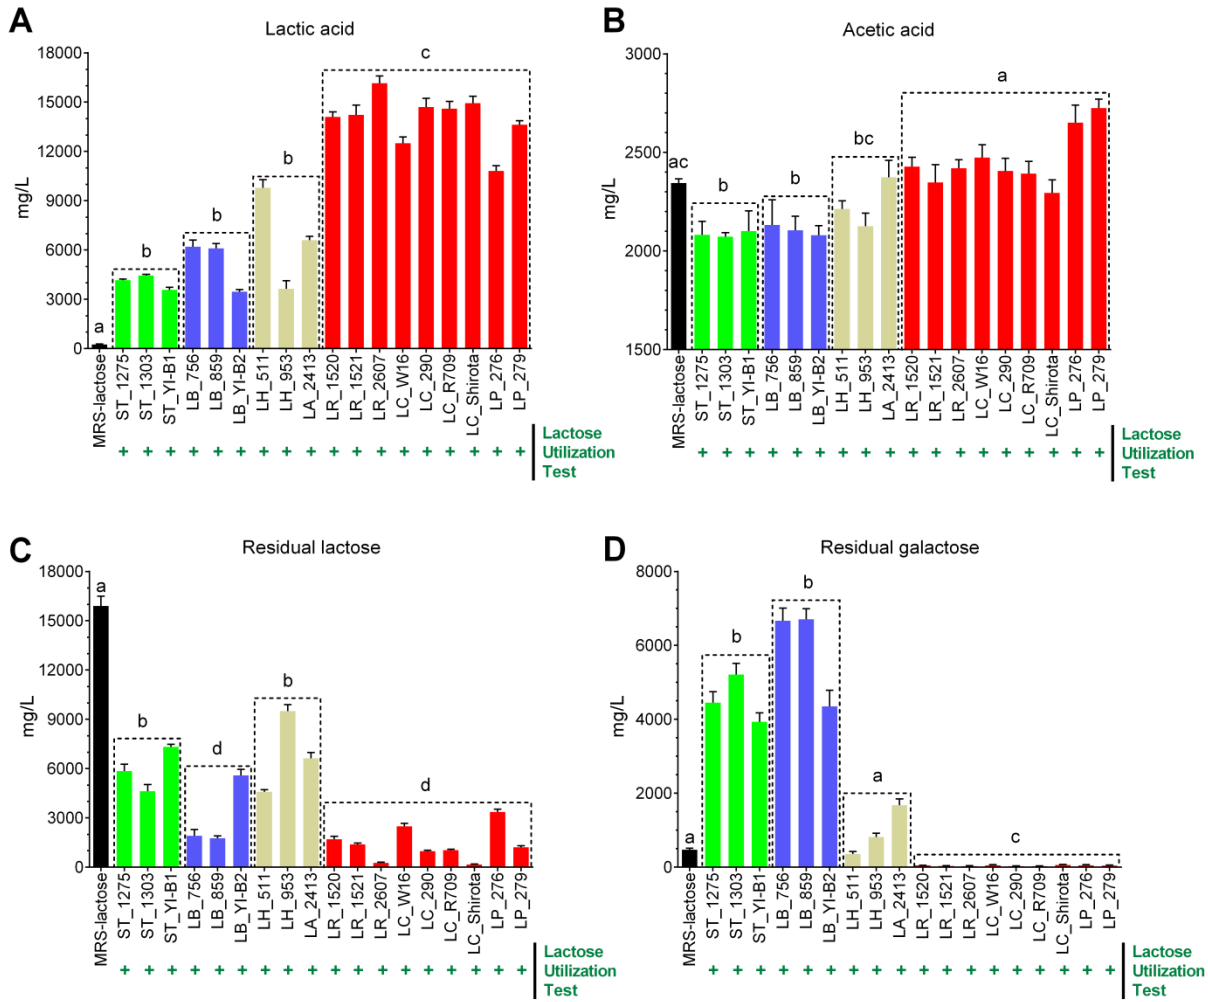 A
Lactic acid
mg/L
18000
15000
12000
9000
6000
3000
0
a
b
b
b
c
MRS-lactose
ST_1275
ST_1303
ST_YI-B1
LB_756
LB_859
LB_YI-B2
LH_511
LH_953
LA_2413
LR_1520
LR_1521
LR_2607
LC_W16
LC_290
LC_R709
LC_Shirota
LP_276
LP_279
+ + + + + + + + + + + + + + + + + +
Lactose
Utilization
Test
B
Acetic acid
mg/L
3000
2500
2000
1500
ac
b
b
bc
a
MRS-lactose
ST_1275
ST_1303
ST_YI-B1
LB_756
LB_859
LB_YI-B2
LH_511
LH_953
LA_2413
LR_1520
LR_1521
LR_2607
LC_W16
LC_290
LC_R709
LC_Shirota
LP_276
LP_279
+ + + + + + + + + + + + + + + + + +
Lactose
Utilization
Test
C
Residual lactose
mg/L
18000
16000
12000
9000
6000
3000
0
a
b
d
b
d
MRS-lactose
ST_1275
ST_1303
ST_YI-B1
LB_756
LB_859
LB_YI-B2
LH_511
LH_953
LA_2413
LR_1520
LR_1521
LR_2607
LC_W16
LC_290
LC_R709
LC_Shirota
LP_276
LP_279
+ + + + + + + + + + + + + + + + + +
Lactose
Utilization
Test
D
Residual galactose
mg/L
8000
6000
4000
2000
0
a
b
b
a
c
MRS-lactose
ST_1275
ST_1303
ST_YI-B1
LB_756
LB_859
LB_YI-B2
LH_511
LH_953
LA_2413
LR_1520
LR_1521
LR_2607
LC_W16
LC_290
LC_R709
LC_Shirota
LP_276
LP_279
+ + + + + + + + + + + + + + + + + +
Lactose
Utilization
Test